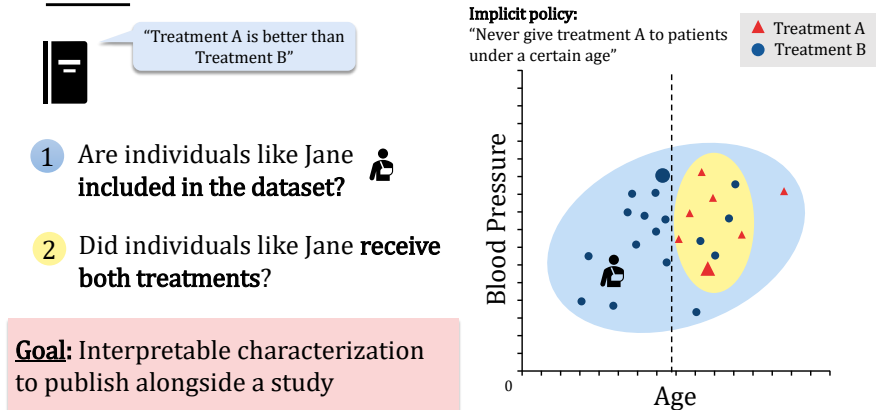 “Treatment A is better than
Treatment B”
1 Are individuals like Jane
included in the dataset?
2 Did individuals like Jane receive
both treatments?
Goal: Interpretable characterization
to publish alongside a study
Implicit policy:
“Never give treatment A to patients
under a certain age”
Treatment A
Treatment B
Blood Pressure
0
Age